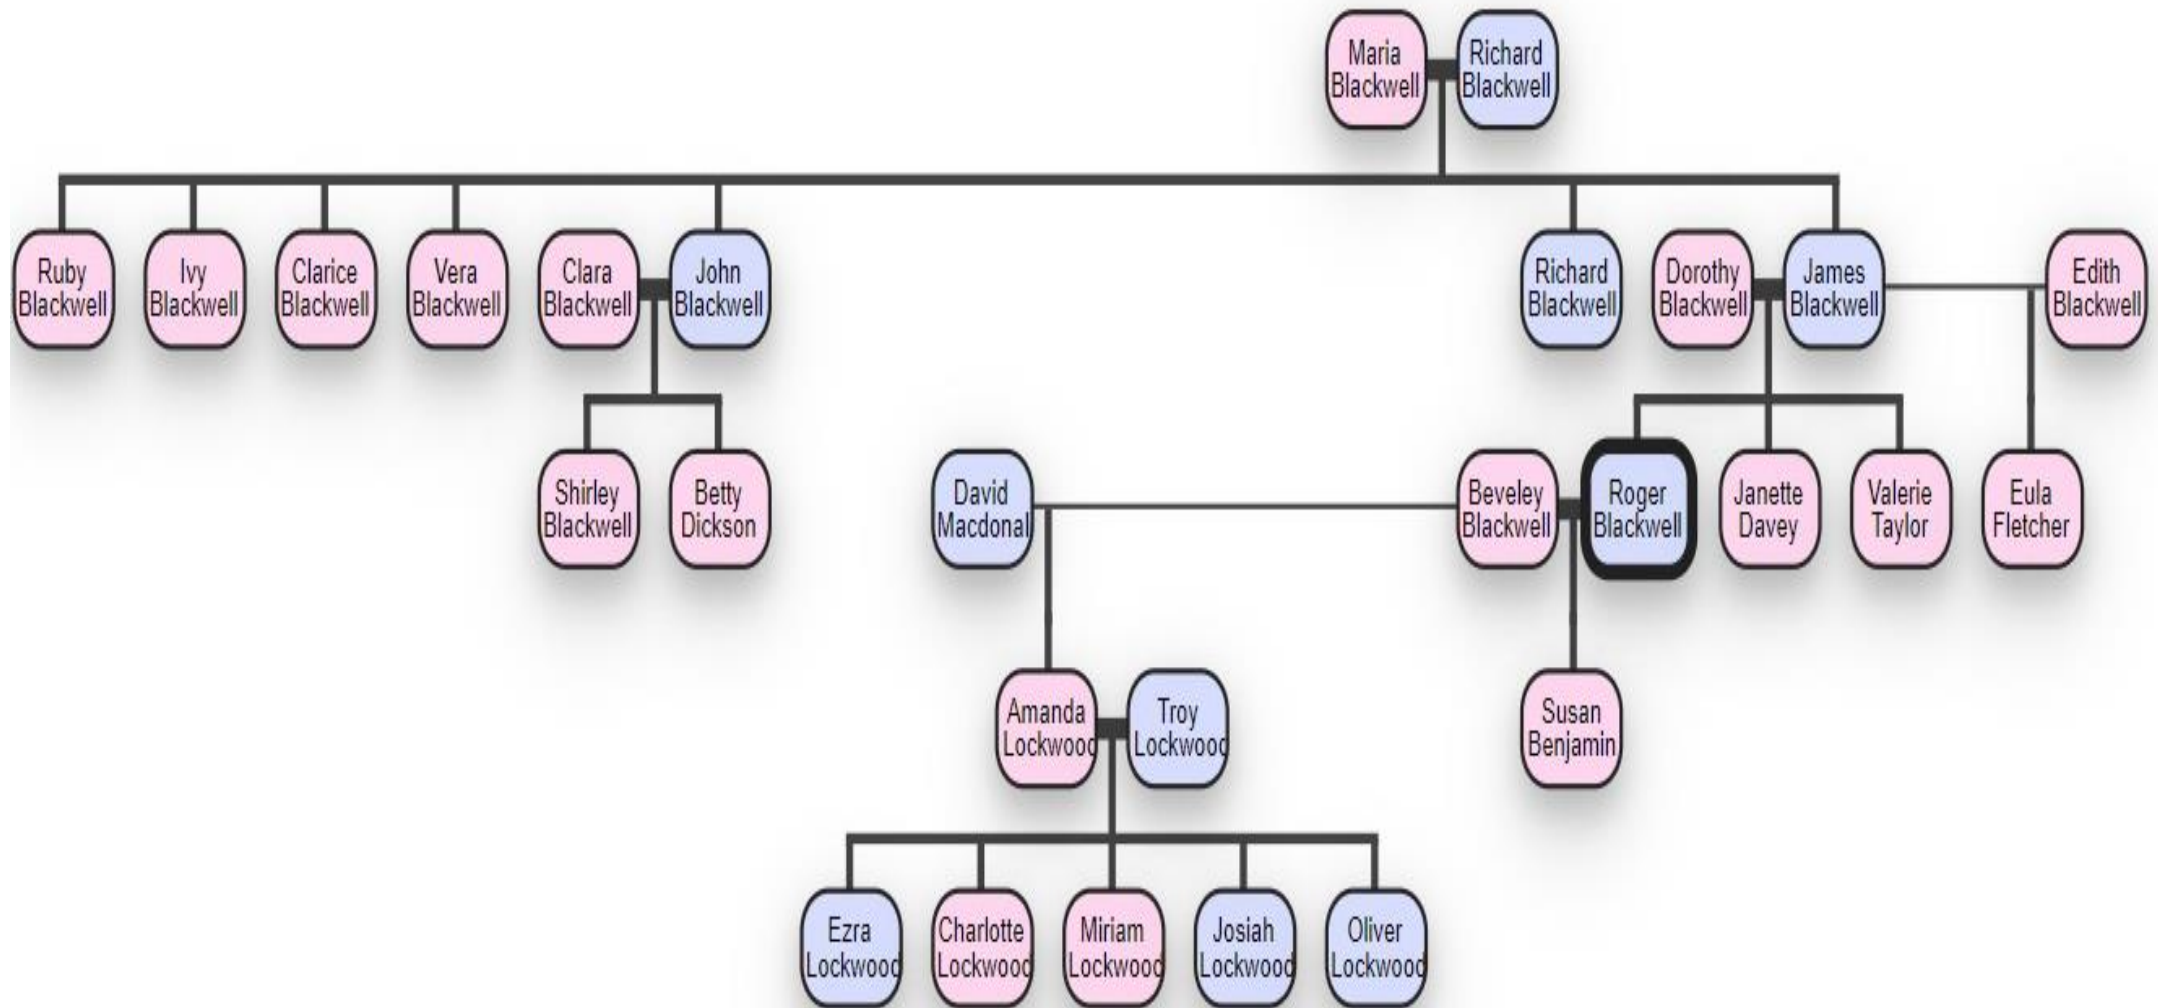 Maria
Blackwell
Richard
Blackwell
Ruby
Blackwell
Ivy
Blackwell
Clarice
Blackwell
Vera
Blackwell
Clara
Blackwell
John
Blackwell
Richard
Blackwell
Dorothy
Blackwell
James
Blackwell
Edith
Blackwell
Shirley
Blackwell
Betty
Dickson
David
Macdonal
Beveley
Blackwell
Roger
Blackwell
Janette
Davey
Valerie
Taylor
Eula
Fletcher
Amanda
Lockwood
Troy
Lockwood
Susan
Benjamin
Ezra
Lockwood
Charlotte
Lockwood
Miriam
Lockwood
Josiah
Lockwood
Oliver
Lockwood